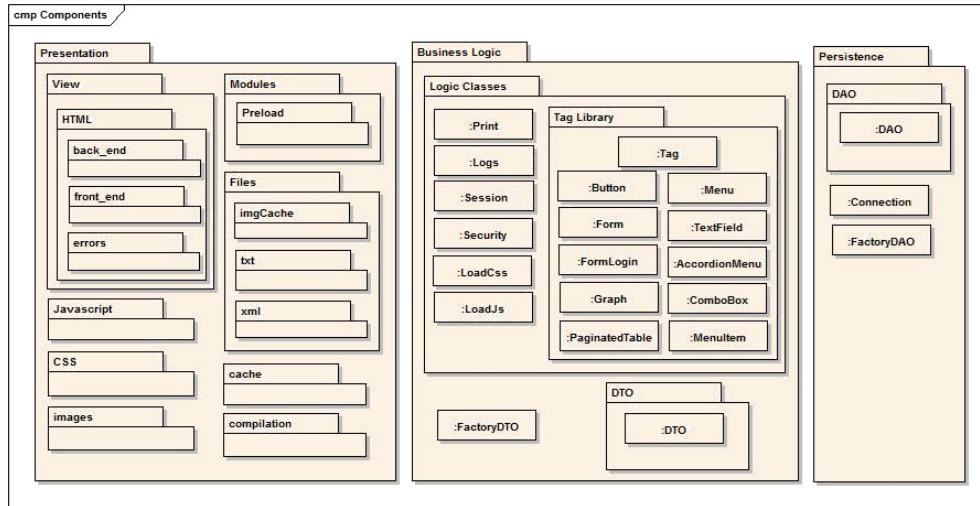 cmp Components
Presentation
View
HTML
back_end
front_end
errors
Javascript
CSS
images
Modules
Preload
Files
imgCache
txt
xml
cache
compilation
Business Logic
Logic Classes
:Print
:Logs
:Session
:Security
:LoadCss
:LoadJs
Tag Library
:Tag
:Button
:Menu
:Form
:TextField
:FormLogin
:AccordionMenu
:Graph
:ComboBox
:PaginatedTable
:MenuItem
:FactoryDTO
DTO
:DTO
Persistence
DAO
:DAO
:Connection
:FactoryDAO